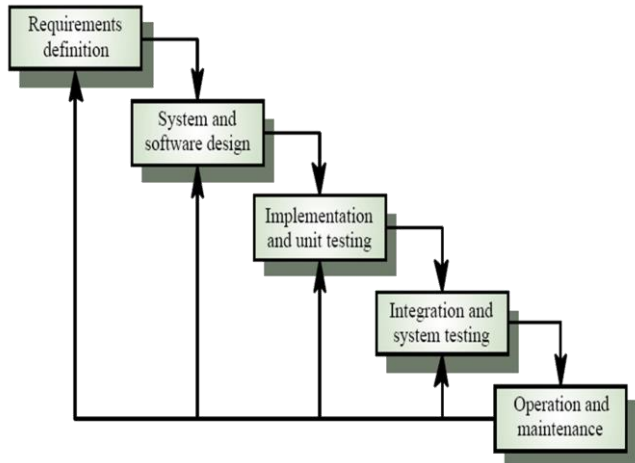 Requirements
definition
System and
software design
Implementation
and unit testing
Integration and
system testing
Operation and
maintenance